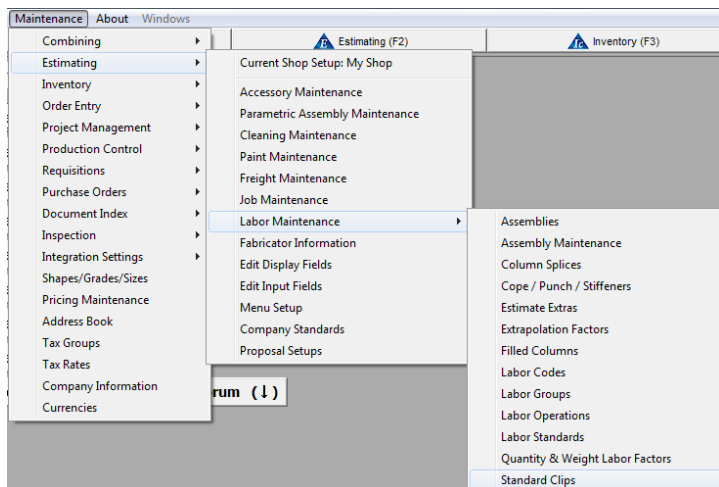 Maintenance About Windows
Estimating (F2)
Inventory (F3)
Combining
Estimating
Inventory
Order Entry
Project Management
Production Control
Requisitions
Purchase Orders
Document Index
Inspection
Integration Settings
Shapes/Grades/Sizes
Pricing Maintenance
Address Book
Tax Groups
Tax Rates
Company Information
Currencies
rum (↓)
Current Shop Setup: My Shop
Accessory Maintenance
Parametric Assembly Maintenance
Cleaning Maintenance
Paint Maintenance
Freight Maintenance
Job Maintenance
Labor Maintenance
Fabricator Information
Edit Display Fields
Edit Input Fields
Menu Setup
Company Standards
Proposal Setups
Assemblies
Assembly Maintenance
Column Splices
Cope / Punch / Stiffeners
Estimate Extras
Extrapolation Factors
Filled Columns
Labor Codes
Labor Groups
Labor Operations
Labor Standards
Quantity & Weight Labor Factors
Standard Clips